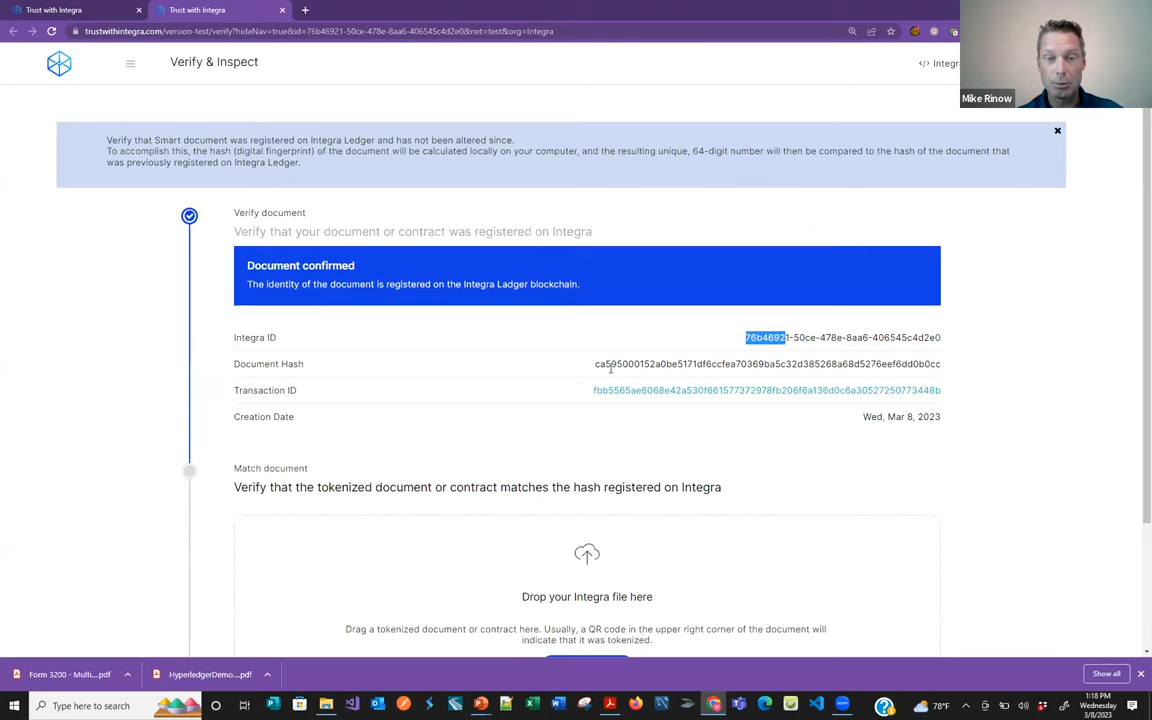 Trust with Integra
Trust with Integra
trustwithintegra.com/version-test/verify?hideNav=true&id=76b46921-50ce-478e-8aa6-406545c4d2e0&net=test&org=Integra
Verify & Inspect
</> Integra
Mike Rinow
Verify that Smart document was registered on Integra Ledger and has not been altered since.
To accomplish this, the hash (digital fingerprint) of the document will be calculated locally on your computer, and the resulting unique, 64-digit number will then be compared to the hash of the document that
was previously registered on Integra Ledger.
Verify document
Verify that your document or contract was registered on Integra
Document confirmed
The identity of the document is registered on the Integra Ledger blockchain.
Integra ID 76b46921-50ce-478e-8aa6-406545c4d2e0
Document Hash ca595000152a0be5171df6ccfea70369ba5c32d385268a68d5276eef6dd0b0cc
Transaction ID fbb5565ae6068e42a530f661577372978fb206f6a136d0c6a30527250773448b
Creation Date Wed, Mar 8, 2023
Match document
Verify that the tokenized document or contract matches the hash registered on Integra
Drop your Integra file here
Drag a tokenized document or contract here. Usually, a QR code in the upper right corner of the document will
indicate that it was tokenized.
Form 3200 - Multi....pdf
HyperledgerDemo....pdf
Show all
Type here to search
78°F
1:18 PM
Wednesday
3/8/2023